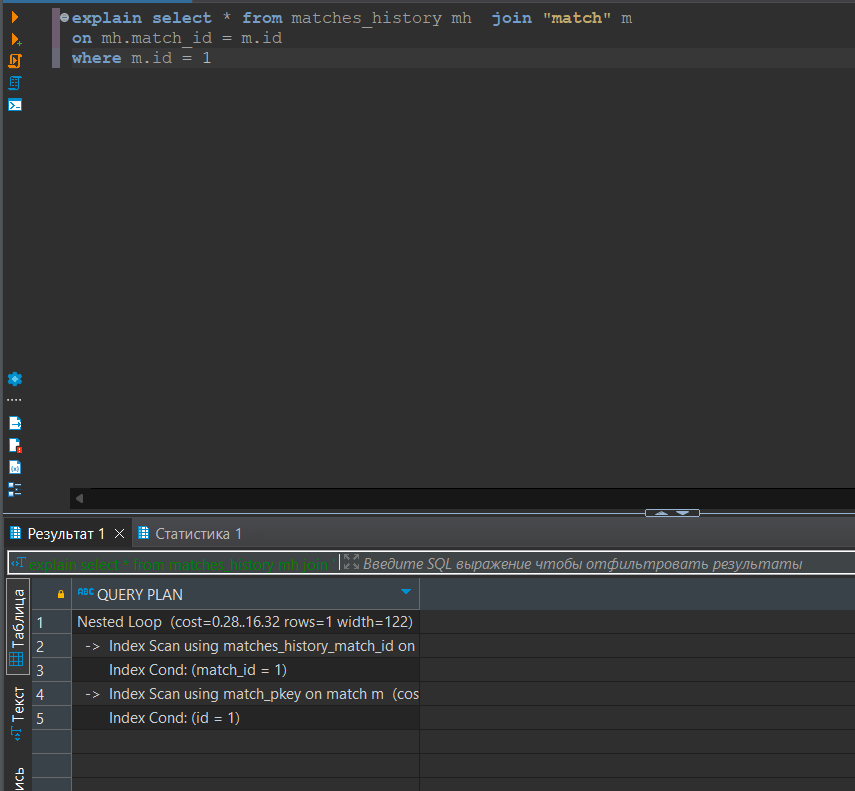 explain select * from matches_history mh  join "match" m
on mh.match_id = m.id
where m.id = 1
Результат 1
Статистика 1
explain select * from matches_history mh join "
Введите SQL выражение чтобы отфильтровать результаты
Таблица
ABC QUERY PLAN
1 Nested Loop  (cost=0.28..16.32 rows=1 width=122)
2 -> Index Scan using matches_history_match_id on
3 Index Cond: (match_id = 1)
4 -> Index Scan using match_pkey on match m  (cos
5 Index Cond: (id = 1)
Текст
ись